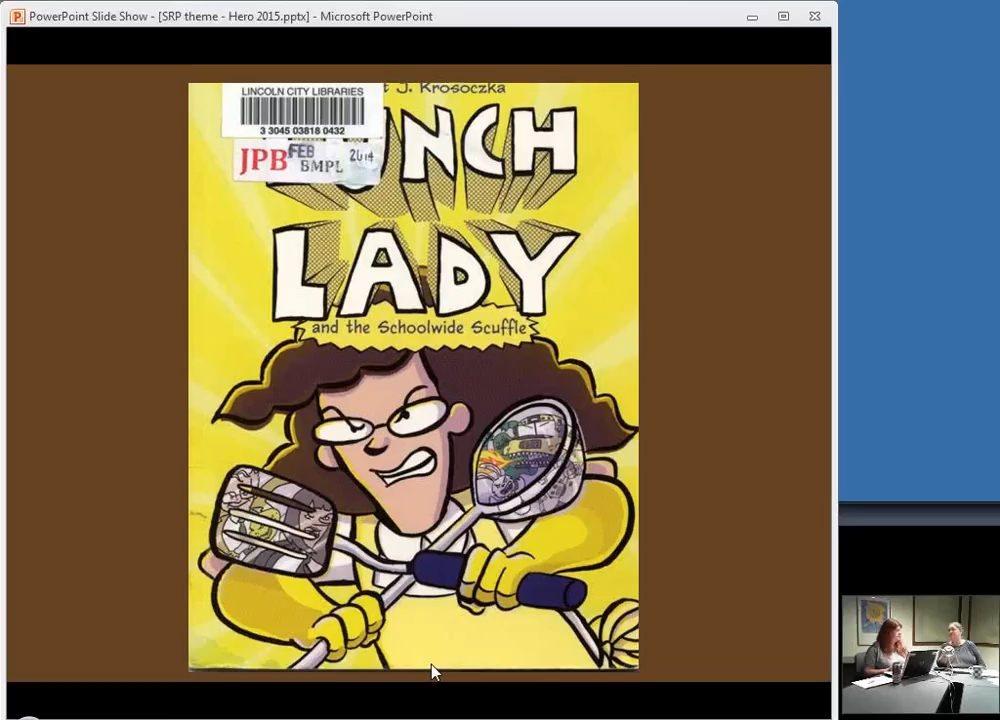 PowerPoint Slide Show - [SRP theme - Hero 2015.pptx] - Microsoft PowerPoint
LINCOLN CITY LIBRARIES
t J. Krosoczka
3 3045 03818 0432
JPB FEB 2014
BMPL
UNCH
LADY
and the Schoolwide Scuffle